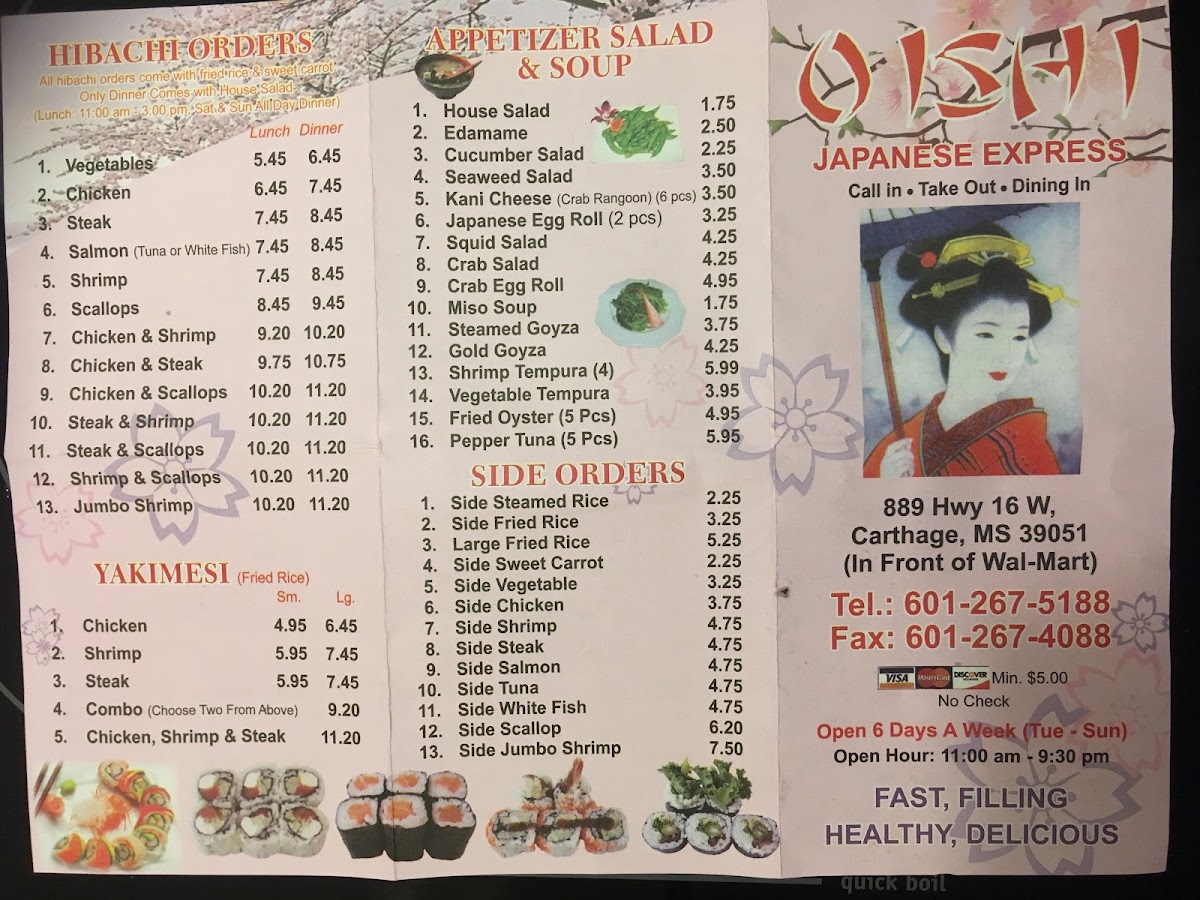 HIBACHI ORDERS
All hibachi orders come with fried rice & sweet carrot
Only Dinner Comes with House Salad
(Lunch: 11:00 am - 3:00 pm, Sat & Sun All Day Dinner)
Lunch Dinner
1. Vegetables 5.45 6.45
2. Chicken 6.45 7.45
3. Steak 7.45 8.45
4. Salmon (Tuna or White Fish) 7.45 8.45
5. Shrimp 7.45 8.45
6. Scallops 8.45 9.45
7. Chicken & Shrimp 9.20 10.20
8. Chicken & Steak 9.75 10.75
9. Chicken & Scallops 10.20 11.20
10. Steak & Shrimp 10.20 11.20
11. Steak & Scallops 10.20 11.20
12. Shrimp & Scallops 10.20 11.20
13. Jumbo Shrimp 10.20 11.20
YAKIMESI (Fried Rice)
Sm. Lg.
1. Chicken 4.95 6.45
2. Shrimp 5.95 7.45
3. Steak 5.95 7.45
4. Combo (Choose Two From Above) 9.20
5. Chicken, Shrimp & Steak 11.20
APPETIZER SALAD
& SOUP
1. House Salad 1.75
2. Edamame 2.50
3. Cucumber Salad 2.25
4. Seaweed Salad 3.50
5. Kani Cheese (Crab Rangoon) (6 pcs) 3.50
6. Japanese Egg Roll (2 pcs) 3.25
7. Squid Salad 4.25
8. Crab Salad 4.25
9. Crab Egg Roll 4.95
10. Miso Soup 1.75
11. Steamed Goyza 3.75
12. Gold Goyza 4.25
13. Shrimp Tempura (4) 5.99
14. Vegetable Tempura 3.95
15. Fried Oyster (5 Pcs) 4.95
16. Pepper Tuna (5 Pcs) 5.95
SIDE ORDERS
1. Side Steamed Rice 2.25
2. Side Fried Rice 3.25
3. Large Fried Rice 5.25
4. Side Sweet Carrot 2.25
5. Side Vegetable 3.25
6. Side Chicken 3.75
7. Side Shrimp 4.75
8. Side Steak 4.75
9. Side Salmon 4.75
10. Side Tuna 4.75
11. Side White Fish 4.75
12. Side Scallop 6.20
13. Side Jumbo Shrimp 7.50
OISHI
JAPANESE EXPRESS
Call in • Take Out • Dining In
889 Hwy 16 W,
Carthage, MS 39051
(In Front of Wal-Mart)
Tel.: 601-267-5188
Fax: 601-267-4088
VISA MasterCard DISCOVER Min. $5.00
No Check
Open 6 Days A Week (Tue - Sun)
Open Hour: 11:00 am - 9:30 pm
FAST, FILLING
HEALTHY, DELICIOUS
quick boil